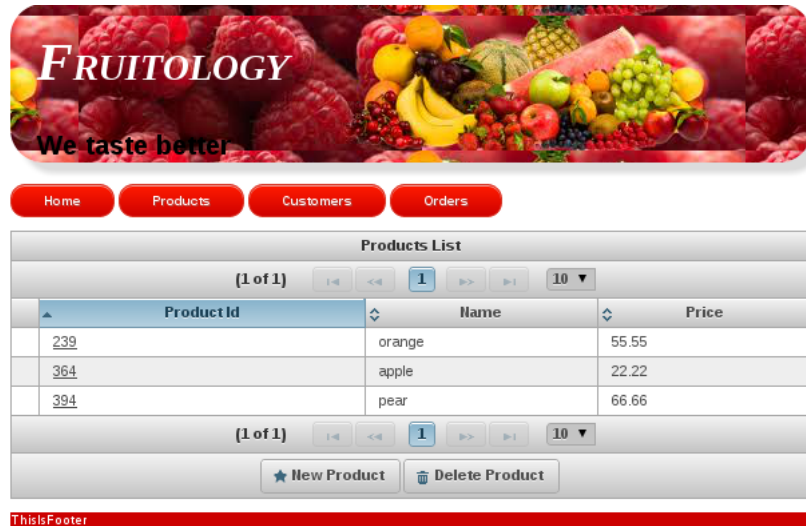 FRUITOLOGY
We taste better
Home Products Customers Orders
Products List
(1 of 1) 1 10
Product Id Name Price
239 orange 55.55
364 apple 22.22
394 pear 66.66
(1 of 1) 1 10
New Product Delete Product
ThisIsFooter